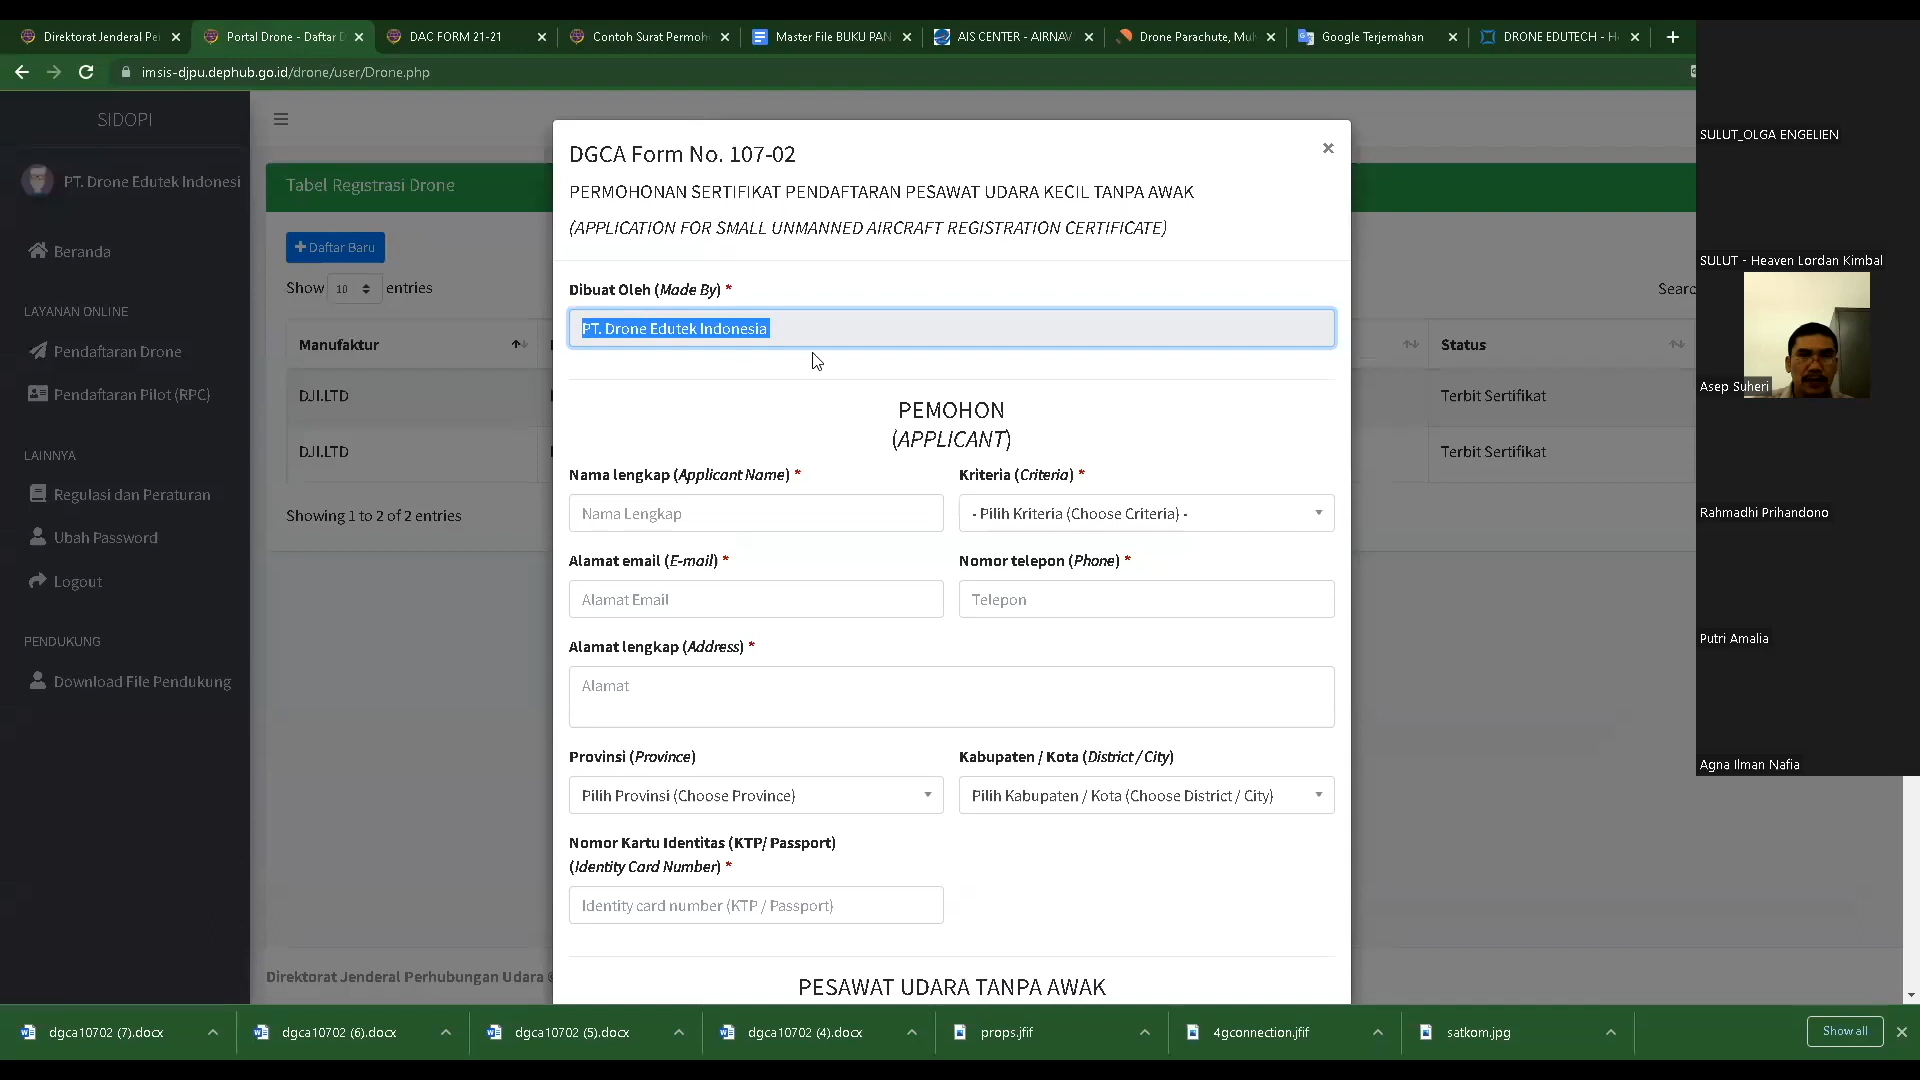 Direktorat Jenderal Pe
Portal Drone - Daftar D
DAC FORM 21-21
Contoh Surat Permoh
Master File BUKU PAN
AIS CENTER - AIRNAV
Drone Parachute, Mul
Google Terjemahan
DRONE EDUTECH - H
imsis-djpu.dephub.go.id/drone/user/Drone.php
SIDOPI
PT. Drone Edutek Indonesi
Beranda
LAYANAN ONLINE
Pendaftaran Drone
Pendaftaran Pilot (RPC)
LAINNYA
Regulasi dan Peraturan
Ubah Password
Logout
PENDUKUNG
Download File Pendukung
Tabel Registrasi Drone
+ Daftar Baru
Show 10 entries
Searc
Manufaktur
Status
DJI.LTD
Terbit Sertifikat
DJI.LTD
Terbit Sertifikat
Showing 1 to 2 of 2 entries
Direktorat Jenderal Perhubungan Udara ©
DGCA Form No. 107-02
×
PERMOHONAN SERTIFIKAT PENDAFTARAN PESAWAT UDARA KECIL TANPA AWAK
(APPLICATION FOR SMALL UNMANNED AIRCRAFT REGISTRATION CERTIFICATE)
Dibuat Oleh (Made By) *
PT. Drone Edutek Indonesia
PEMOHON
(APPLICANT)
Nama lengkap (Applicant Name) *
Kriteria (Criteria) *
Nama Lengkap
- Pilih Kriteria (Choose Criteria) -
Alamat email (E-mail) *
Nomor telepon (Phone) *
Alamat Email
Telepon
Alamat lengkap (Address) *
Alamat
Provinsi (Province)
Kabupaten / Kota (District / City)
Pilih Provinsi (Choose Province)
Pilih Kabupaten / Kota (Choose District / City)
Nomor Kartu Identitas (KTP/ Passport)
(Identity Card Number) *
Identity card number (KTP / Passport)
PESAWAT UDARA TANPA AWAK
SULUT_OLGA ENGELIEN
SULUT - Heaven Lordan Kimbal
Asep Suheri
Rahmadhi Prihandono
Putri Amalia
Agna Ilman Nafia
dgca10702 (7).docx
dgca10702 (6).docx
dgca10702 (5).docx
dgca10702 (4).docx
props.jfif
4gconnection.jfif
satkom.jpg
Show all